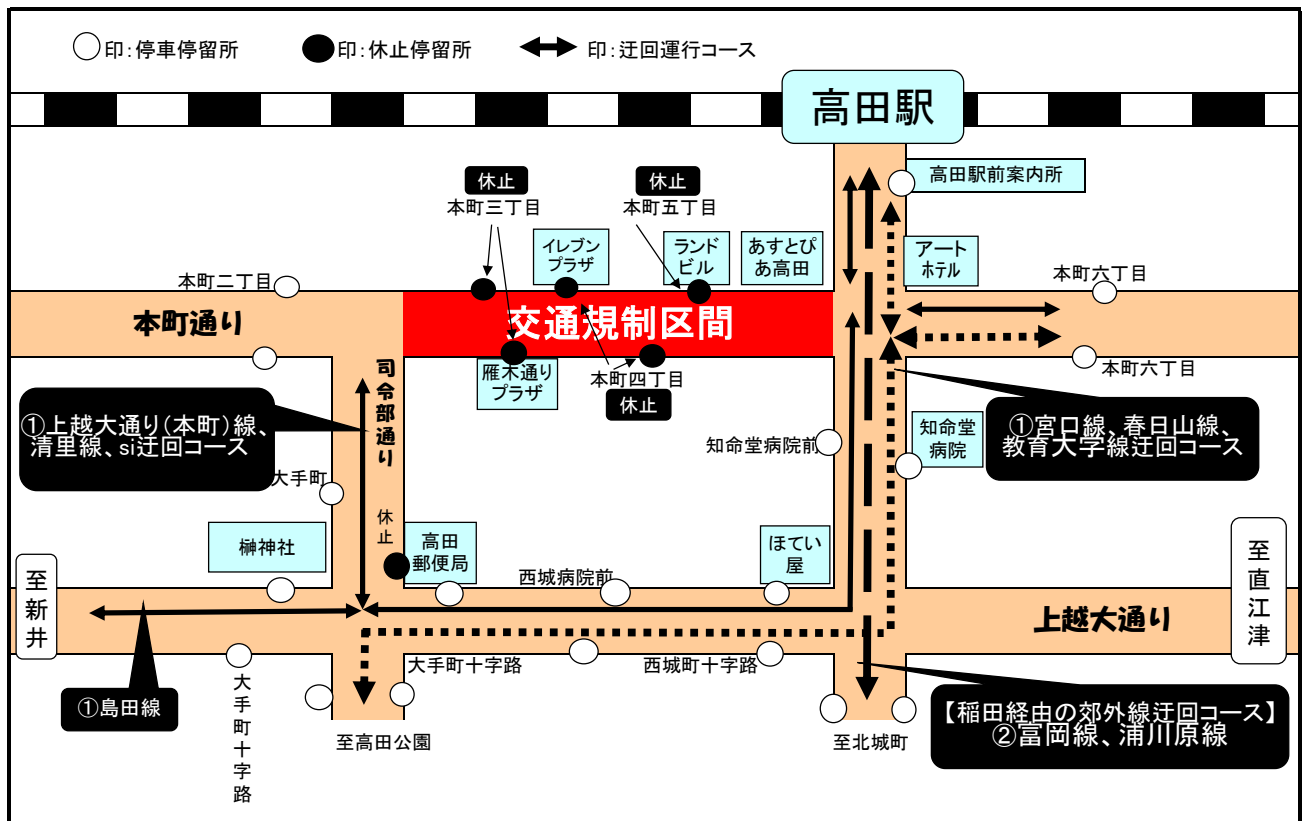 印：停車停留所
印：休止停留所
印：迂回運行コース
高田駅
高田駅前案内所
休止
本町三丁目
休止
本町五丁目
イレブン
プラザ
ランド
ビル
あすとぴ
あ高田
アート
ホテル
本町二丁目
本町六丁目
本町通り
交通規制区間
雁木通り
プラザ
本町四丁目
休止
本町六丁目
司令部通り
①上越大通り（本町）線、
清里線、si迂回コース
①宮口線、春日山線、
教育大学線迂回コース
知命堂病院前
知命堂
病院
大手町
休止
榊神社
高田
郵便局
西城病院前
ほてい
屋
至新井
至直江津
上越大通り
大手町十字路
西城町十字路
大手町十字路
①島田線
至高田公園
至北城町
【稲田経由の郊外線迂回コース】
②富岡線、浦川原線